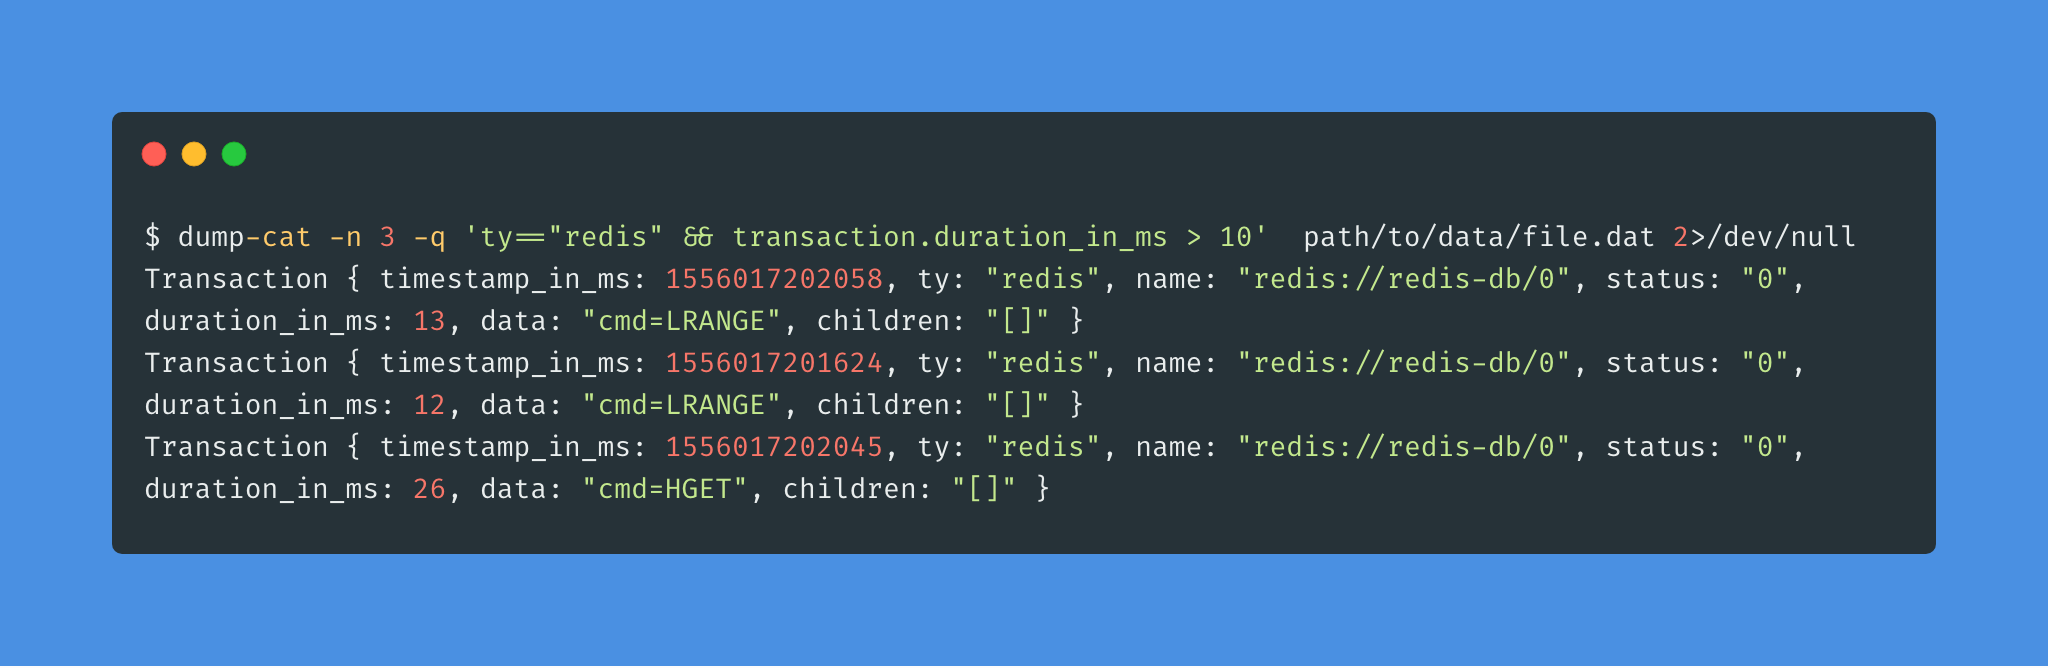 $ dump-cat -n 3 -q 'ty=="redis" && transaction.duration_in_ms > 10'  path/to/data/file.dat 2>/dev/null
Transaction { timestamp_in_ms: 1556017202058, ty: "redis", name: "redis://redis-db/0", status: "0",
duration_in_ms: 13, data: "cmd=LRANGE", children: "[]" }
Transaction { timestamp_in_ms: 1556017201624, ty: "redis", name: "redis://redis-db/0", status: "0",
duration_in_ms: 12, data: "cmd=LRANGE", children: "[]" }
Transaction { timestamp_in_ms: 1556017202045, ty: "redis", name: "redis://redis-db/0", status: "0",
duration_in_ms: 26, data: "cmd=HGET", children: "[]" }